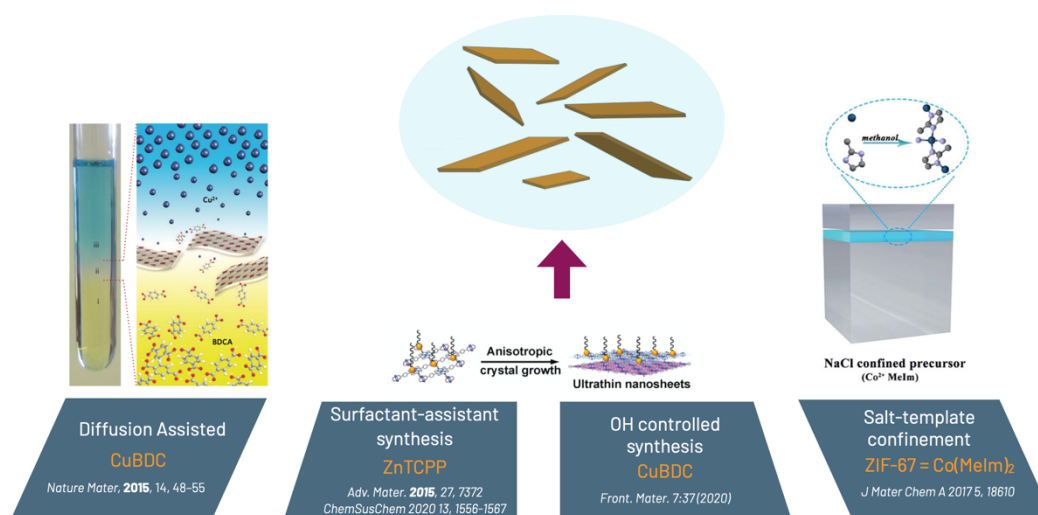 Cu²⁺
iii
ii
i
BDCA
Anisotropic
crystal growth
Ultrathin nanosheets
methanol
NaCl confined precursor
(Co²⁺ MeIm)
Diffusion Assisted
CuBDC
Nature Mater, 2015, 14, 48–55
Surfactant-assistant
synthesis
ZnTCPP
Adv. Mater. 2015, 27, 7372
ChemSusChem 2020 13, 1556-1567
OH controlled
synthesis
CuBDC
Front. Mater. 7:37 (2020)
Salt-template
confinement
ZIF-67 = Co(MeIm)₂
J Mater Chem A 2017 5, 18610